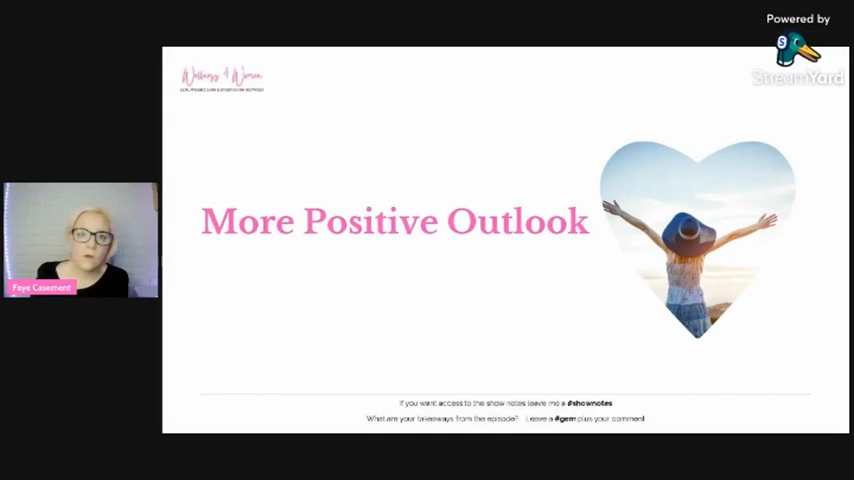 Powered by
S
StreamYard
Wellness 4 Women
More Positive Outlook
Faye Casement
If you want access to the show notes leave me a #shownotes
What are your takeaways from the episode? Leave a #gem plus your comment